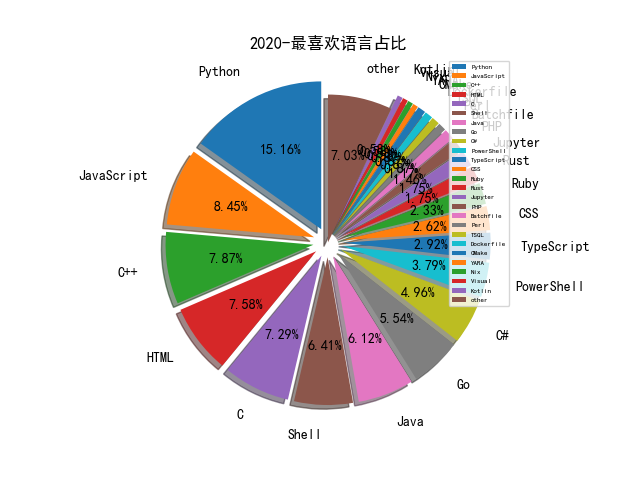 2020-最喜欢语言占比
Python
15.16%
JavaScript
8.45%
C++
7.87%
HTML
7.58%
C
7.29%
Shell
6.41%
Java
6.12%
Go
5.54%
C#
4.96%
PowerShell
3.79%
TypeScript
2.92%
CSS
2.62%
Ruby
2.33%
Rust
1.75%
Jupyter
1.75%
PHP
1.46%
other
7.03%
Kotlin
Python
JavaScript
C++
HTML
C
Shell
Java
Go
C#
PowerShell
TypeScript
CSS
Ruby
Rust
Jupyter
PHP
Batchfile
Perl
TSQL
Dockerfile
CMake
YARA
Nix
Visual
Kotlin
other